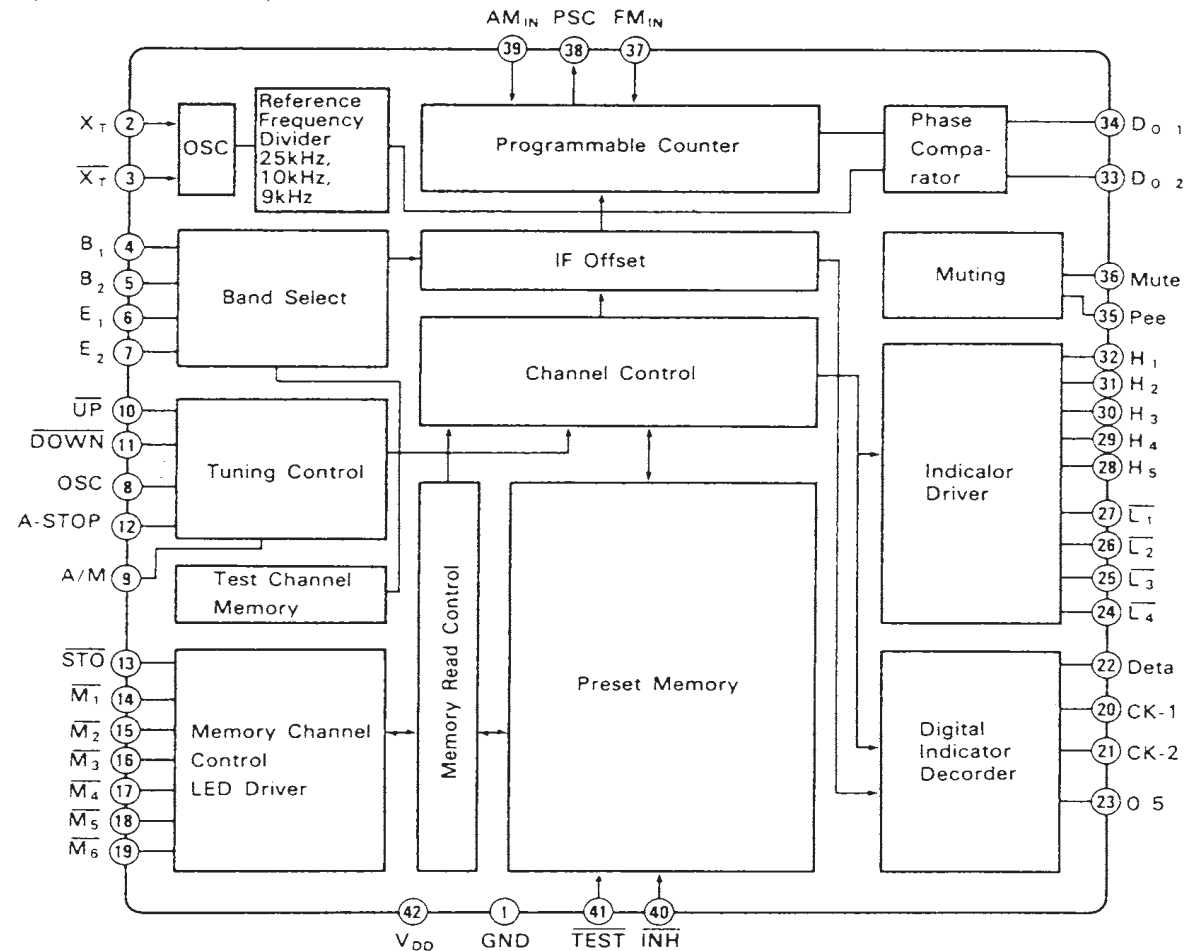 AM IN PSC FM IN
39 38 37
X T 2
X̅T̅ 3
OSC
Reference
Frequency
Divider
25kHz,
10kHz,
9kHz
Programmable Counter
Phase
Compa-
rator
34 D O 1
33 D O 2
B 1 4
B 2 5
E 1 6
E 2 7
Band Select
IF Offset
Muting
36 Mute
35 Pee
Channel Control
U̅P̅ 10
D̅O̅W̅N̅ 11
OSC 8
A-STOP 12
A/M 9
Tuning Control
Test Channel
Memory
Indicalor
Driver
32 H 1
31 H 2
30 H 3
29 H 4
28 H 5
27 L̅ 1
26 L̅ 2
25 L̅ 3
24 L̅ 4
S̅T̅O̅ 13
M̅ 1 14
M̅ 2 15
M̅ 3 16
M̅ 4 17
M̅ 5 18
M̅ 6 19
Memory Channel
Control
LED Driver
Memory Read Control
Preset Memory
Digital
Indicator
Decorder
22 Deta
20 CK-1
21 CK-2
23 O 5
42 1 41 40
V DD GND T̅E̅S̅T̅ I̅N̅H̅